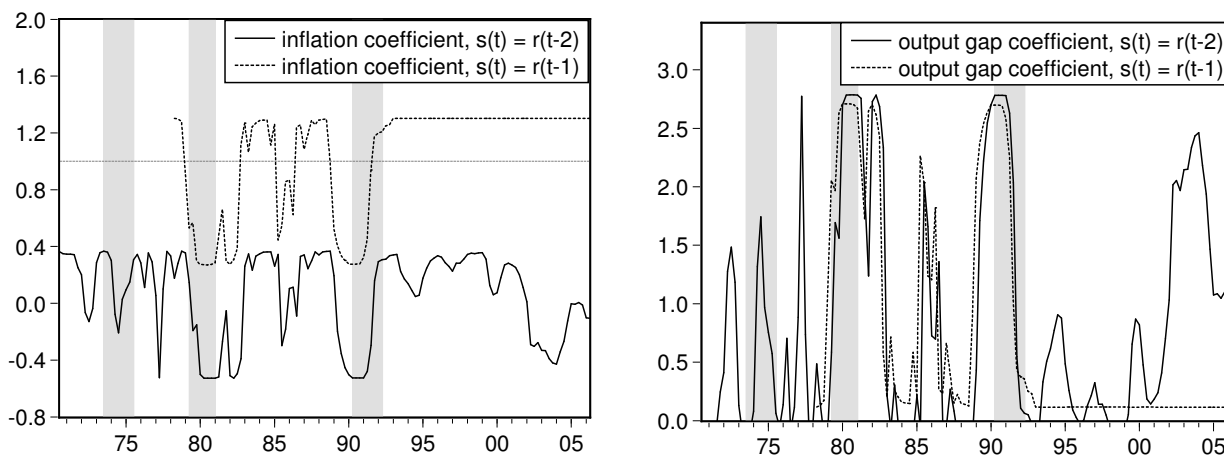 2.0
1.6
1.2
0.8
0.4
0.0
-0.4
-0.8
inflation coefficient, s(t) = r(t-2)
inflation coefficient, s(t) = r(t-1)
75 80 85 90 95 00 05
3.0
2.5
2.0
1.5
1.0
0.5
0.0
output gap coefficient, s(t) = r(t-2)
output gap coefficient, s(t) = r(t-1)
75 80 85 90 95 00 05